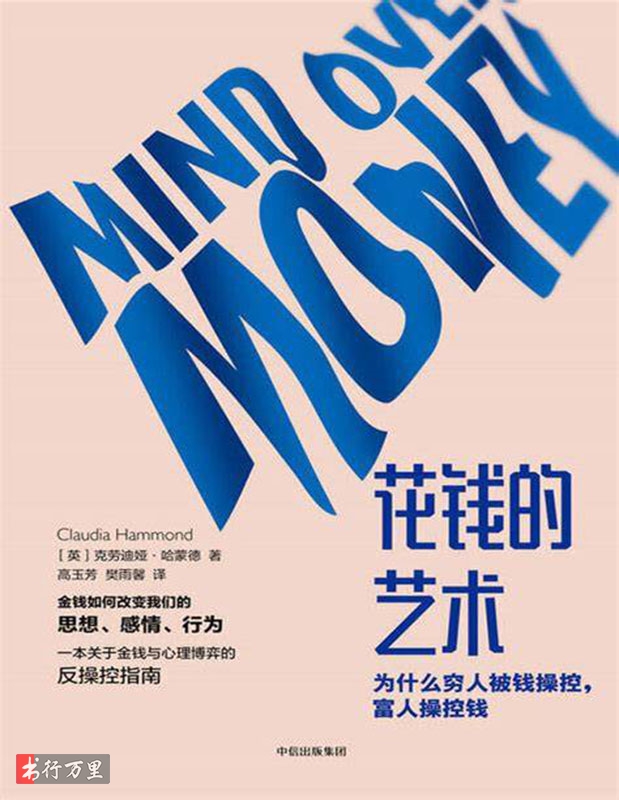 MIND OVER
MONEY
花钱的
艺术
为什么穷人被钱操控，
富人操控钱
Claudia Hammond
［英］克劳迪娅·哈蒙德 著
高玉芳 樊雨馨 译
金钱如何改变我们的
思想、感情、行为
一本关于金钱与心理博弈的
反操控指南
中信出版集团
书行万里